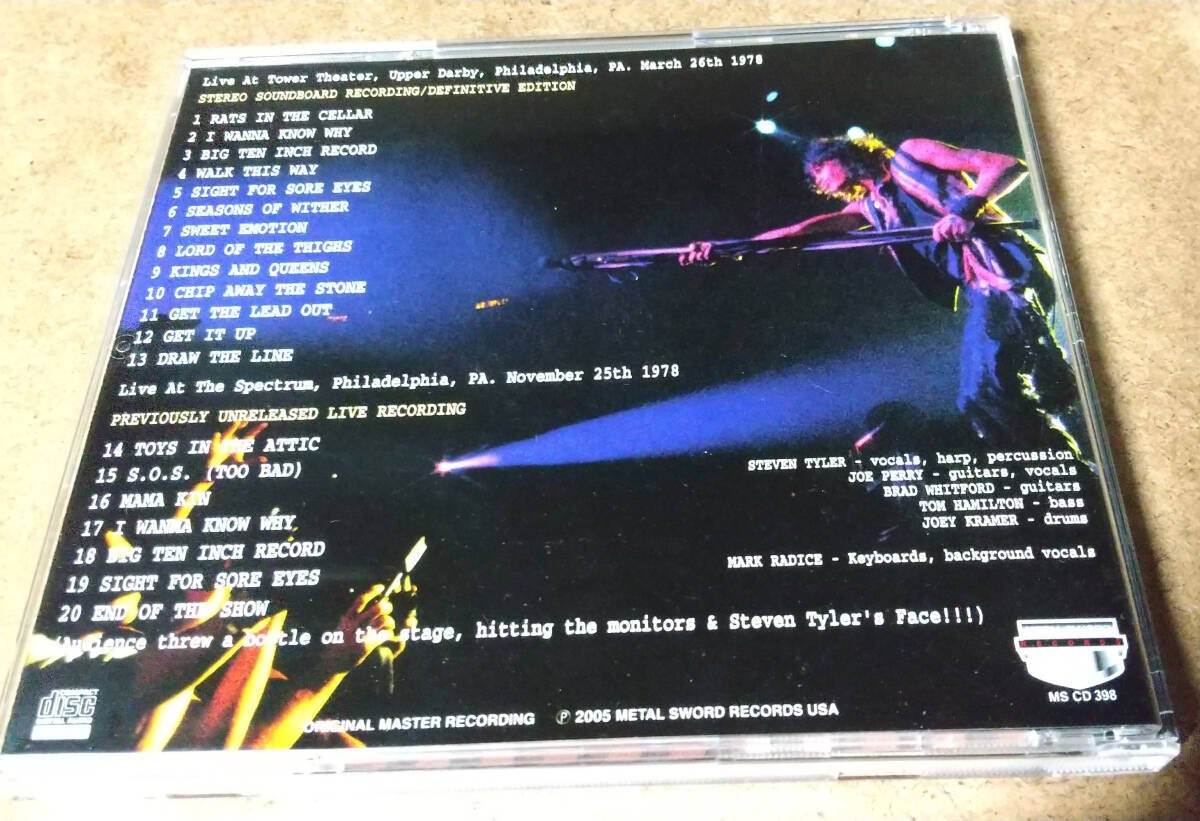 Live At Tower Theater, Upper Darby, Philadelphia, PA. March 26th 1978
STEREO SOUNDBOARD RECORDING/DEFINITIVE EDITION
1 RATS IN THE CELLAR
2 I WANNA KNOW WHY
3 BIG TEN INCH RECORD
4 WALK THIS WAY
5 SIGHT FOR SORE EYES
6 SEASONS OF WITHER
7 SWEET EMOTION
8 LORD OF THE THIGHS
9 KINGS AND QUEENS
10 CHIP AWAY THE STONE
11 GET THE LEAD OUT
12 GET IT UP
13 DRAW THE LINE
Live At The Spectrum, Philadelphia, PA. November 25th 1978
PREVIOUSLY UNRELEASED LIVE RECORDING
14 TOYS IN THE ATTIC
15 S.O.S. (TOO BAD)
16 MAMA KIN
17 I WANNA KNOW WHY
18 BIG TEN INCH RECORD
19 SIGHT FOR SORE EYES
20 END OF THE SHOW
(Audience threw a bottle on the stage, hitting the monitors & Steven Tyler's Face!!!)
STEVEN TYLER - vocals, harp, percussion
JOE PERRY - guitars, vocals
BRAD WHITFORD - guitars
TOM HAMILTON - bass
JOEY KRAMER - drums
MARK RADICE - Keyboards, background vocals
RECORDS
MS CD 398
COMPACT
disc
DIGITAL AUDIO
ORIGINAL MASTER RECORDING ℗ 2005 METAL SWORD RECORDS USA